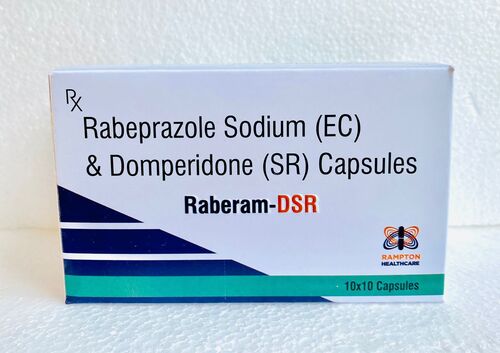 Rx
Rabeprazole Sodium (EC)
& Domperidone (SR) Capsules
Raberam-DSR
RAMPTON
HEALTHCARE
10x10 Capsules